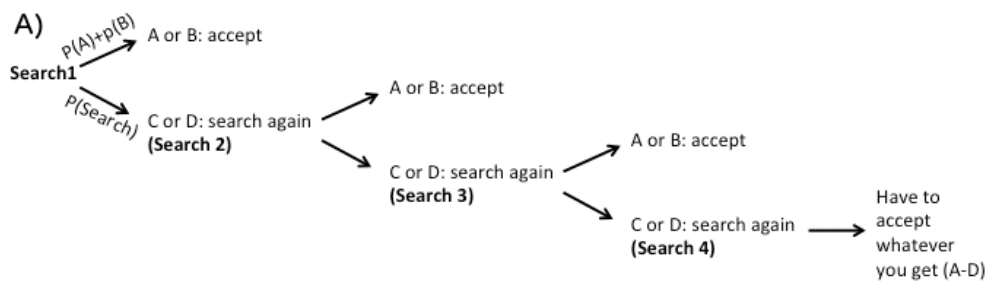 A)
P(A)+p(B)
A or B: accept
Search1
P(Search)
C or D: search again
(Search 2)
A or B: accept
C or D: search again
(Search 3)
A or B: accept
C or D: search again
(Search 4)
Have to
accept
whatever
you get (A-D)